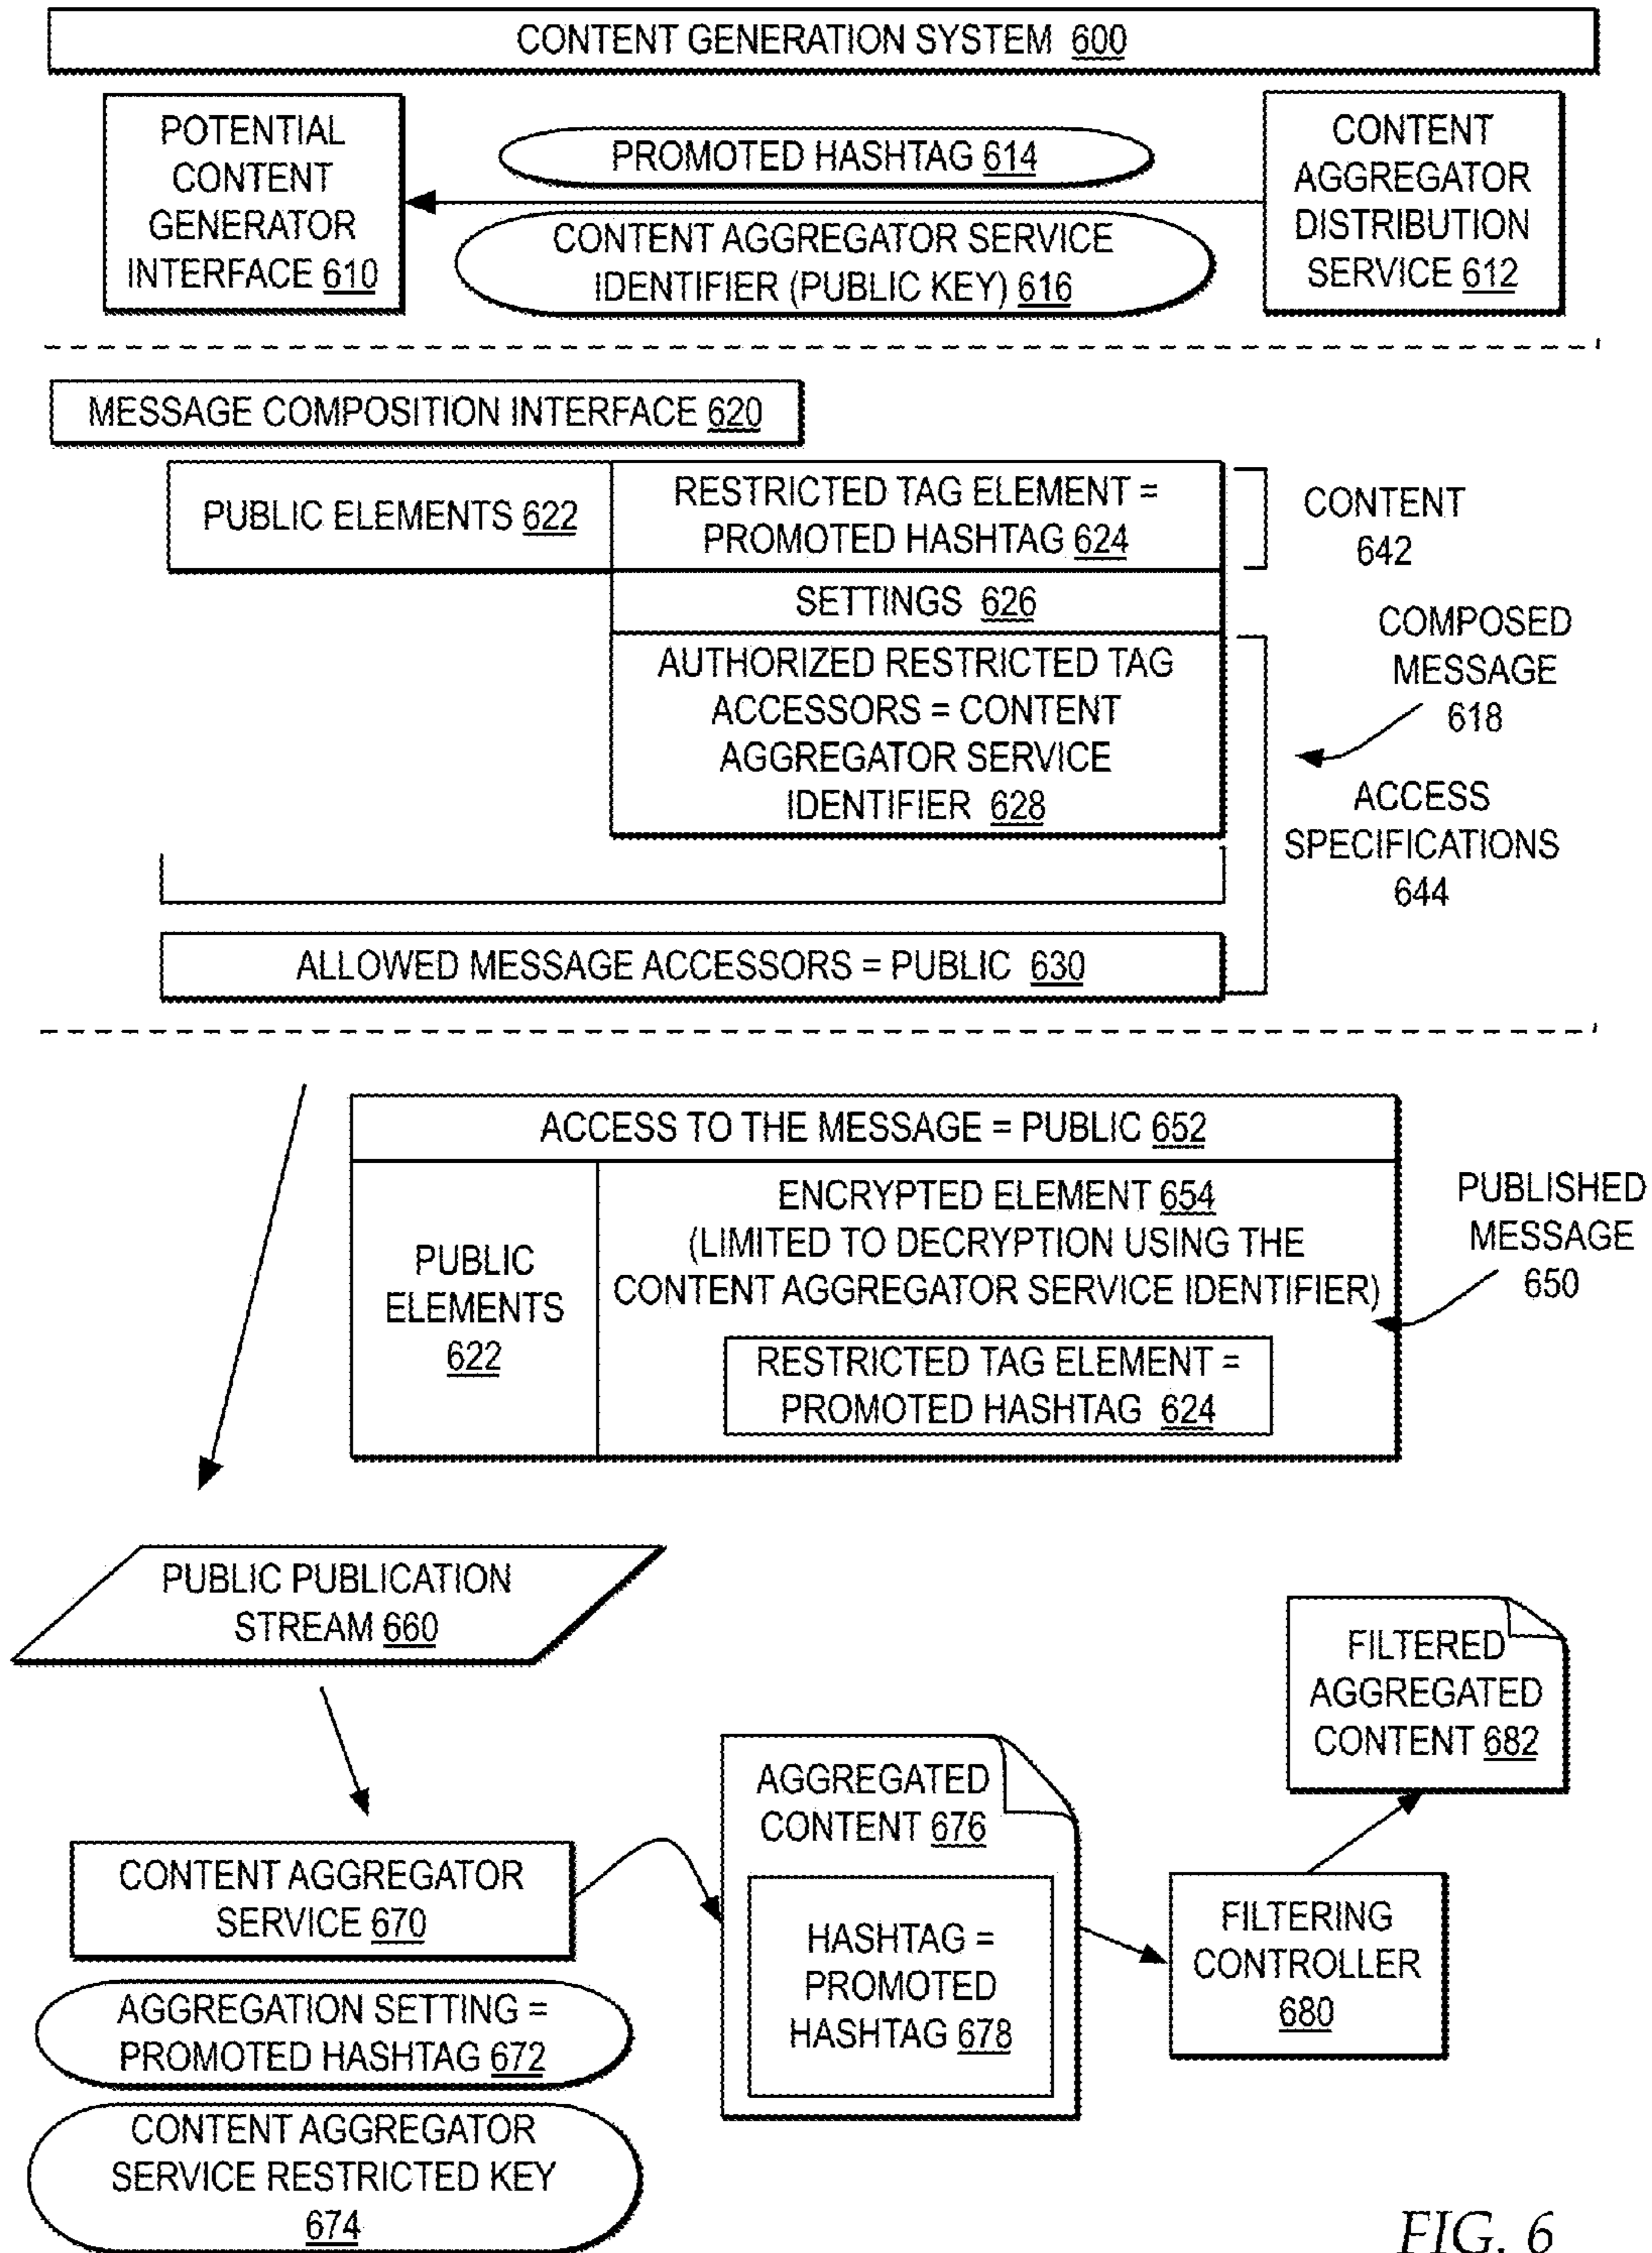 CONTENT GENERATION SYSTEM 600
POTENTIAL
CONTENT
GENERATOR
INTERFACE 610
PROMOTED HASHTAG 614
CONTENT AGGREGATOR SERVICE
IDENTIFIER (PUBLIC KEY) 616
CONTENT
AGGREGATOR
DISTRIBUTION
SERVICE 612
MESSAGE COMPOSITION INTERFACE 620
PUBLIC ELEMENTS 622
RESTRICTED TAG ELEMENT =
PROMOTED HASHTAG 624
CONTENT
642
SETTINGS 626
AUTHORIZED RESTRICTED TAG
ACCESSORS = CONTENT
AGGREGATOR SERVICE
IDENTIFIER 628
COMPOSED
MESSAGE
618
ACCESS
SPECIFICATIONS
644
ALLOWED MESSAGE ACCESSORS = PUBLIC 630
ACCESS TO THE MESSAGE = PUBLIC 652
PUBLIC
ELEMENTS
622
ENCRYPTED ELEMENT 654
(LIMITED TO DECRYPTION USING THE
CONTENT AGGREGATOR SERVICE IDENTIFIER)
RESTRICTED TAG ELEMENT =
PROMOTED HASHTAG 624
PUBLISHED
MESSAGE
650
PUBLIC PUBLICATION
STREAM 660
CONTENT AGGREGATOR
SERVICE 670
AGGREGATION SETTING =
PROMOTED HASHTAG 672
CONTENT AGGREGATOR
SERVICE RESTRICTED KEY
674
AGGREGATED
CONTENT 676
HASHTAG =
PROMOTED
HASHTAG 678
FILTERING
CONTROLLER
680
FILTERED
AGGREGATED
CONTENT 682
FIG. 6